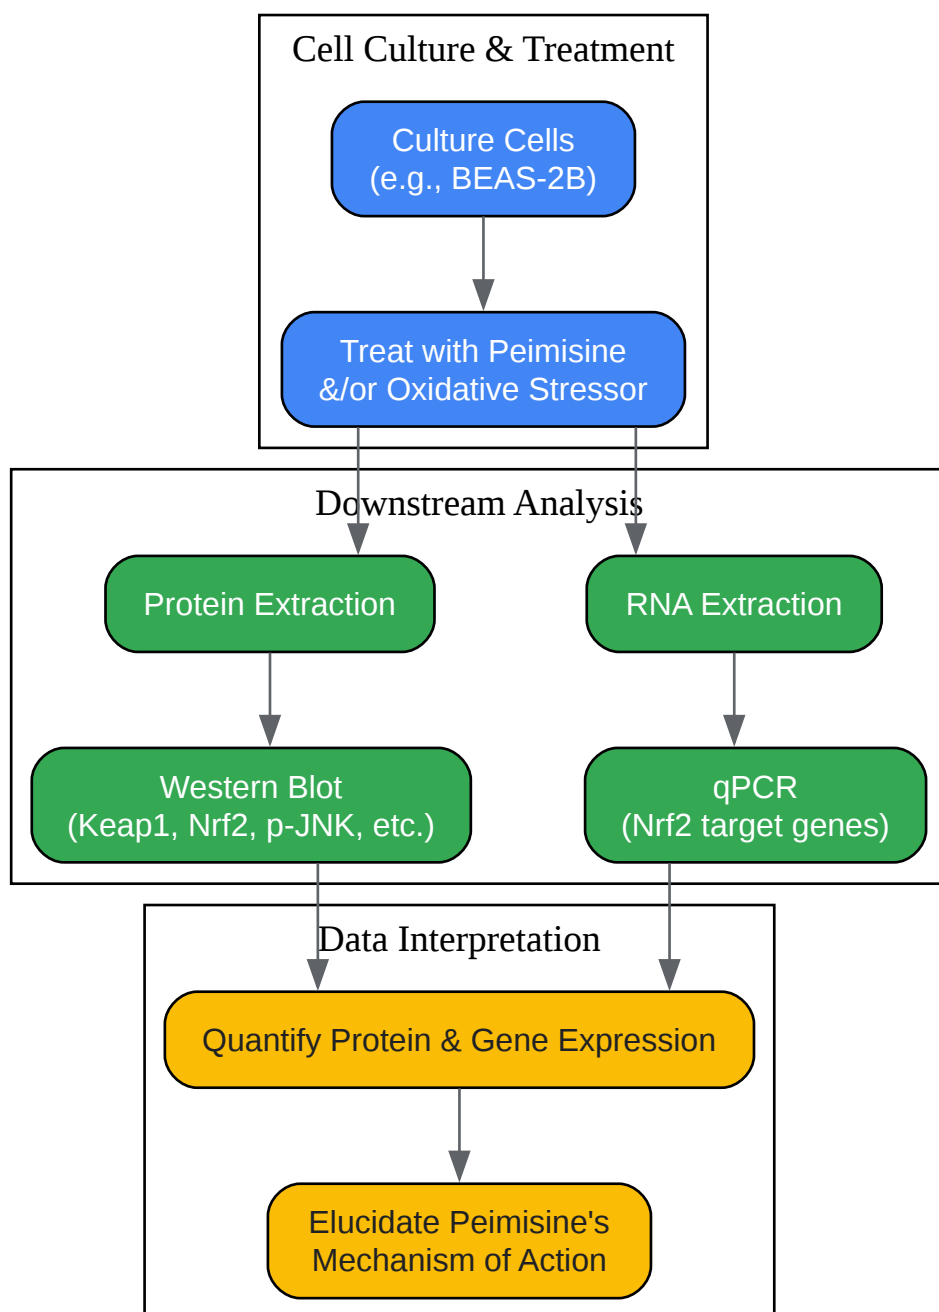 Cell Culture & Treatment
Culture Cells
(e.g., BEAS-2B)
Treat with Peimisine
&/or Oxidative Stressor
Downstream Analysis
Protein Extraction
RNA Extraction
Western Blot
(Keap1, Nrf2, p-JNK, etc.)
qPCR
(Nrf2 target genes)
Data Interpretation
Quantify Protein & Gene Expression
Elucidate Peimisine's
Mechanism of Action